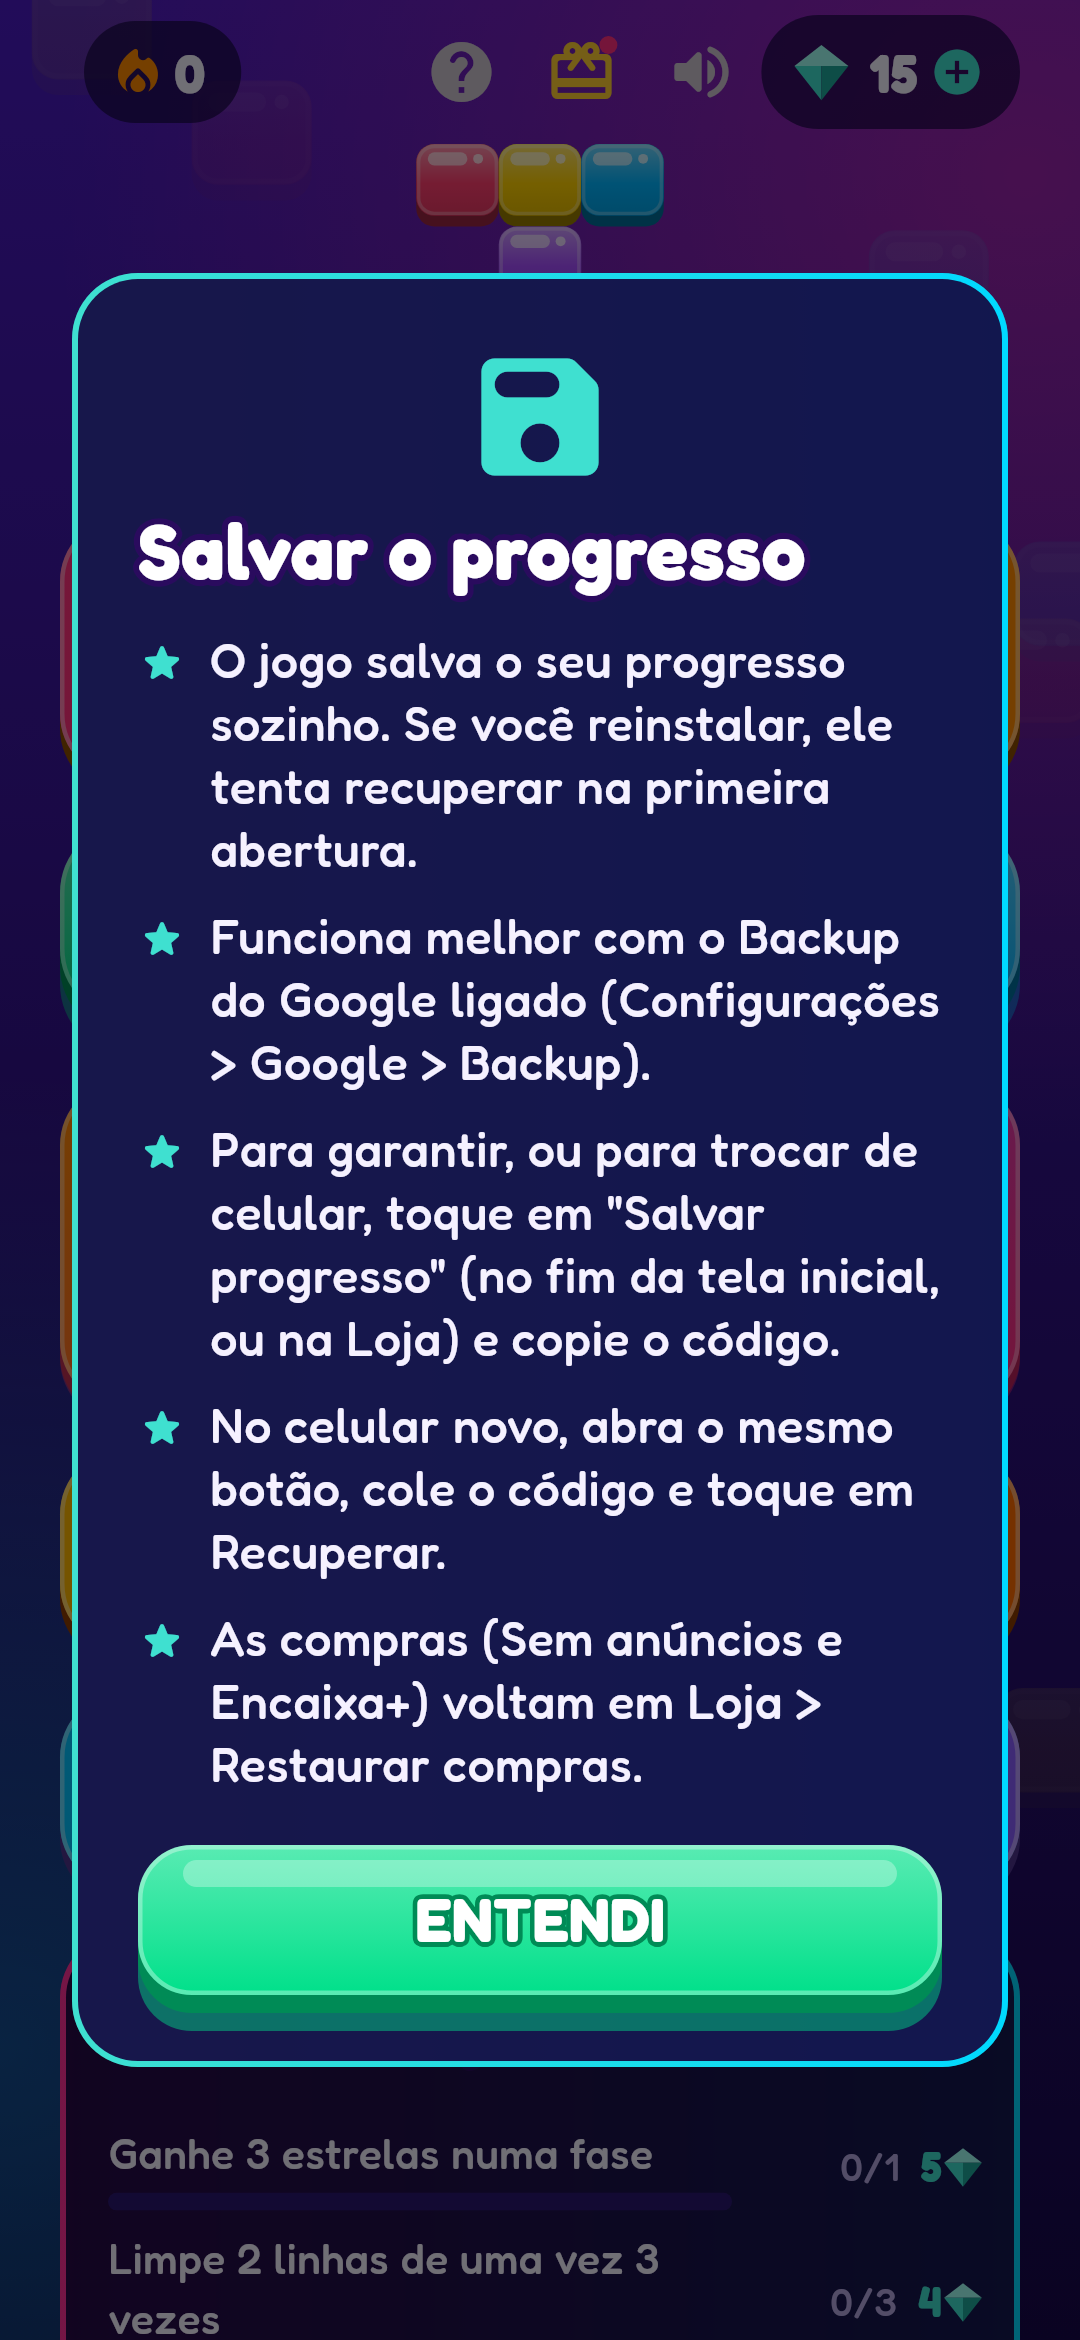 0
15
Salvar o progresso
O jogo salva o seu progresso
sozinho. Se você reinstalar, ele
tenta recuperar na primeira
abertura.
Funciona melhor com o Backup
do Google ligado (Configurações
> Google > Backup).
Para garantir, ou para trocar de
celular, toque em "Salvar
progresso" (no fim da tela inicial,
ou na Loja) e copie o código.
No celular novo, abra o mesmo
botão, cole o código e toque em
Recuperar.
As compras (Sem anúncios e
Encaixa+) voltam em Loja >
Restaurar compras.
ENTENDI
Ganhe 3 estrelas numa fase
0/1 5
Limpe 2 linhas de uma vez 3
vezes
0/3 4